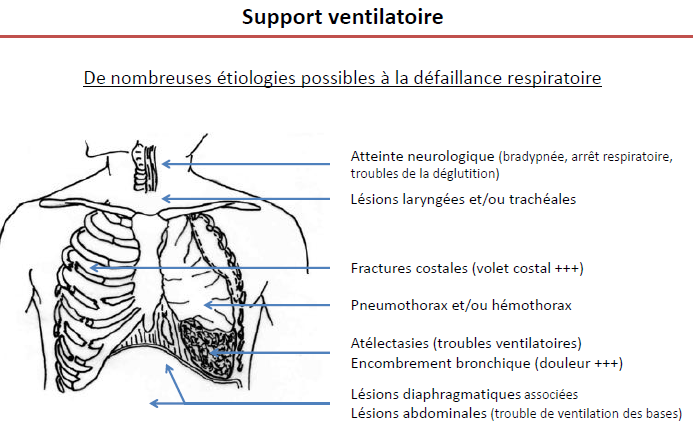 Support ventilatoire
De nombreuses étiologies possibles à la défaillance respiratoire
Atteinte neurologique (bradypnée, arrêt respiratoire,
troubles de la déglutition)
Lésions laryngées et/ou trachéales
Fractures costales (volet costal +++)
Pneumothorax et/ou hémothorax
Atélectasies (troubles ventilatoires)
Encombrement bronchique (douleur +++)
Lésions diaphragmatiques associées
Lésions abdominales (trouble de ventilation des bases)